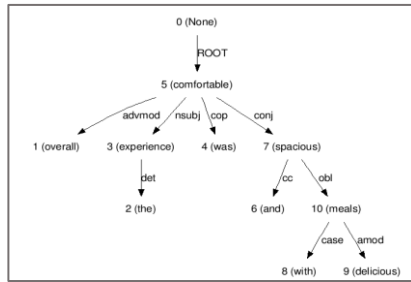 0 (None)
ROOT
5 (comfortable)
advmod nsubj cop conj
1 (overall) 3 (experience) 4 (was) 7 (spacious)
det cc obl
2 (the) 6 (and) 10 (meals)
case amod
8 (with) 9 (delicious)